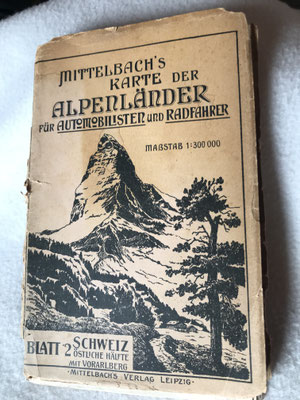 MITTELBACH'S
KARTE DER
ALPENLÄNDER
FÜR AUTOMOBILISTEN UND RADFAHRER
MAßSTAB 1:300 000
BLATT 2 SCHWEIZ
ÖSTLICHE HÄLFTE
MIT VORARLBERG
· MITTELBACH'S VERLAG LEIPZIG ·